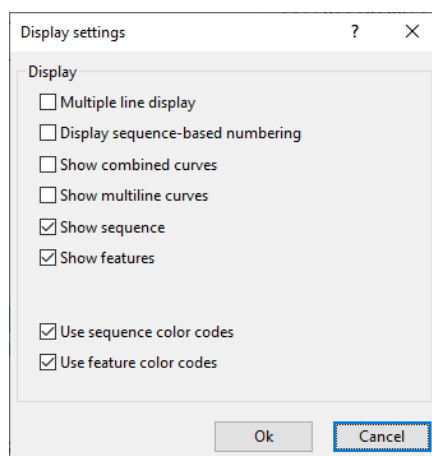 Display settings ?
Display
Multiple line display
Display sequence-based numbering
Show combined curves
Show multiline curves
Show sequence
Show features
Use sequence color codes
Use feature color codes
Ok Cancel